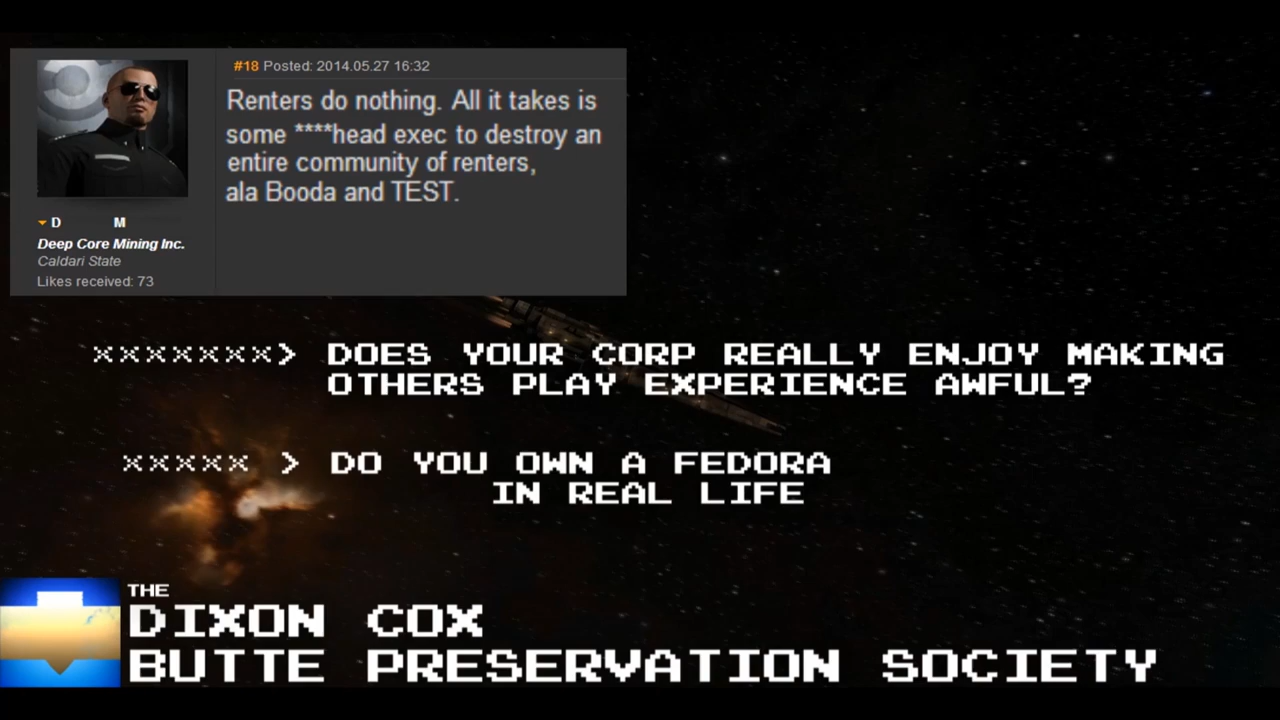 #18 Posted: 2014.05.27 16:32
Renters do nothing. All it takes is
some ****head exec to destroy an
entire community of renters,
ala Booda and TEST.
D M
Deep Core Mining Inc.
Caldari State
Likes received: 73
xxxxxxx> DOES YOUR CORP REALLY ENJOY MAKING
OTHERS PLAY EXPERIENCE AWFUL?
xxxxx > DO YOU OWN A FEDORA
IN REAL LIFE
THE
DIXON COX
BUTTE PRESERVATION SOCIETY